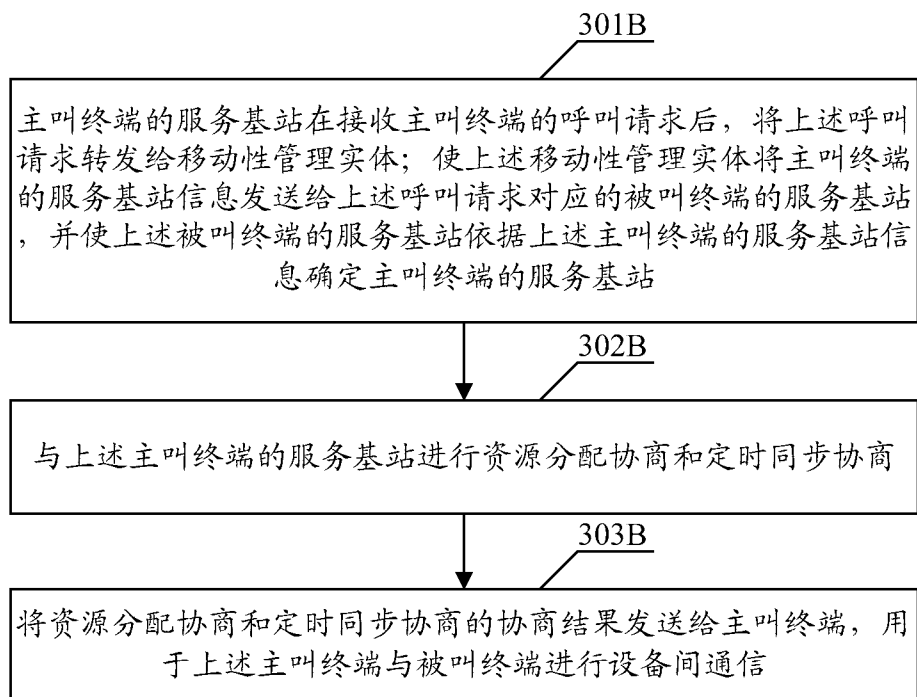 301B
主叫终端的服务基站在接收主叫终端的呼叫请求后，将上述呼叫
请求转发给移动性管理实体；使上述移动性管理实体将主叫终端
的服务基站信息发送给上述呼叫请求对应的被叫终端的服务基站
，并使上述被叫终端的服务基站依据上述主叫终端的服务基站信
息确定主叫终端的服务基站
302B
与上述主叫终端的服务基站进行资源分配协商和定时同步协商
303B
将资源分配协商和定时同步协商的协商结果发送给主叫终端，用
于上述主叫终端与被叫终端进行设备间通信